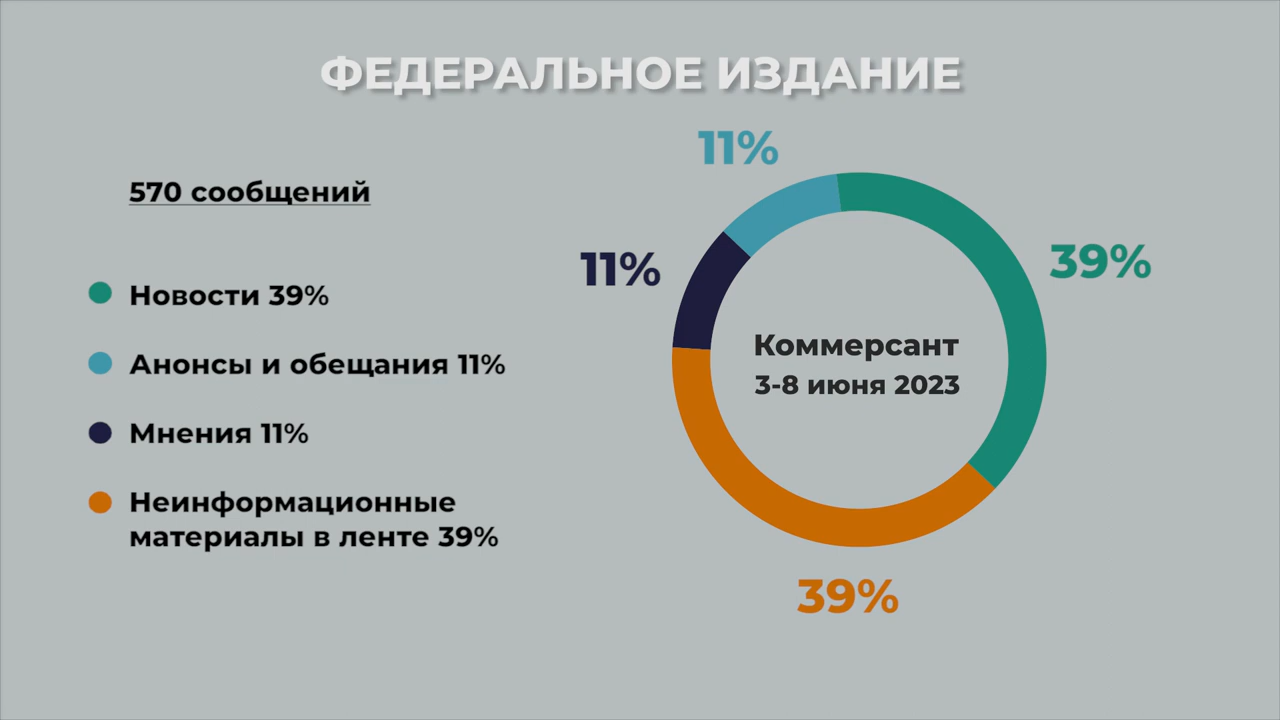 ФЕДЕРАЛЬНОЕ ИЗДАНИЕ
570 сообщений
Новости 39%
Анонсы и обещания 11%
Мнения 11%
Неинформационные
материалы в ленте 39%
11%
11%
39%
Коммерсант
3-8 июня 2023
39%